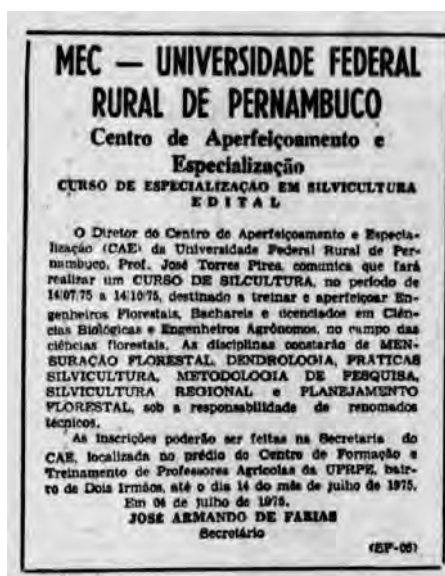 MEC — UNIVERSIDADE FEDERAL
RURAL DE PERNAMBUCO
Centro de Aperfeiçoamento e
Especialização
CURSO DE ESPECIALIZAÇÃO EM SILVICULTURA
EDITAL
O Diretor do Centro de Aperfeiçoamento e Especia-
lização (CAE) da Universidade Federal Rural de Per-
nambuco, Prof. José Torres Pires, comunica que fará
realizar um CURSO DE SILCULTURA, no período de
14/07/75 a 14/10/75, destinado a treinar e aperfeiçoar En-
genheiros Florestais, Bachareis e licenciados em Ciên-
cias Biológicas e Engenheiros Agrônomos, no campo das
ciências florestais. As disciplinas constarão de MEN-
SURAÇÃO FLORESTAL, DENDROLOGIA, PRATICAS
SILVICULTURA, METODOLOGIA DE PESQUISA,
SILVICULTURA REGIONAL e PLANEJAMENTO
FLORESTAL, sob a responsabilidade de renomados
técnicos.
As inscrições poderão ser feitas na Secretaria do
CAE, localizada no prédio do Centro de Formação e
Treinamento de Professores Agricolas da UFRPE, bair-
ro de Dois Irmãos, até o dia 14 do mês de julho de 1975.
Em 04 de julho de 1975.
JOSÉ ARMANDO DE FARIAS
Secretário